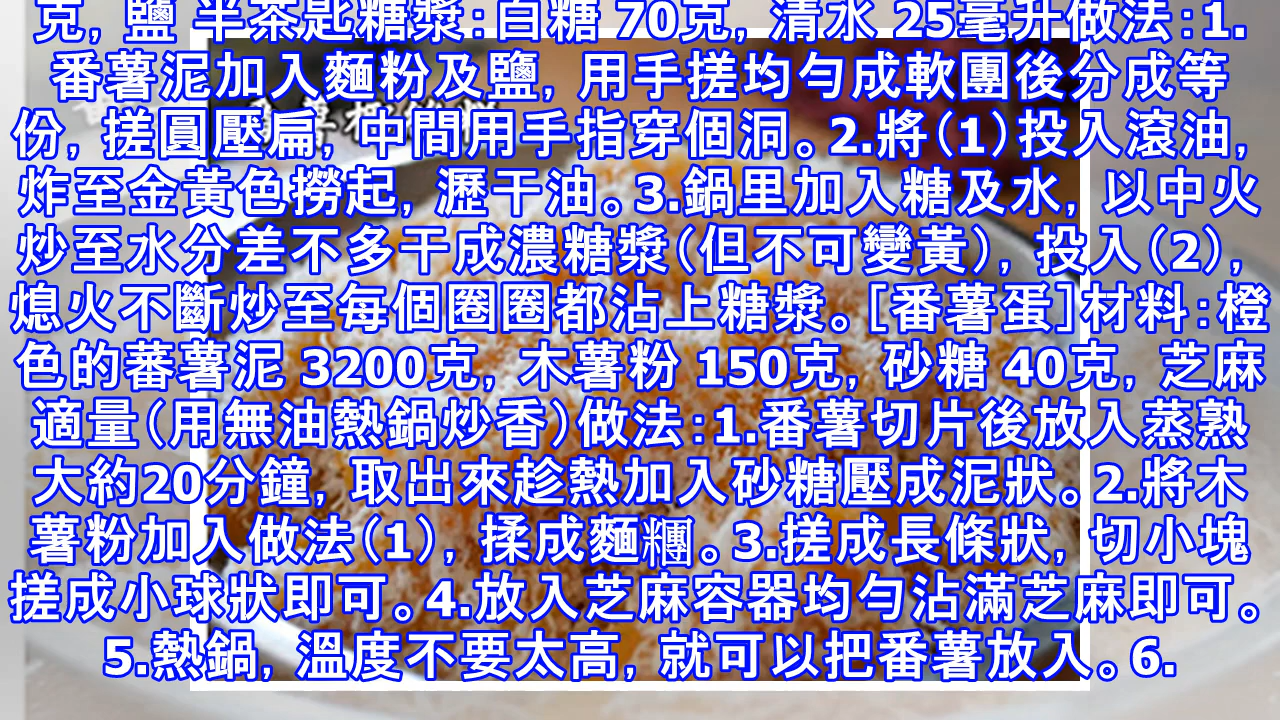 克, 鹽 半茶匙糖漿:白糖 70克, 清水 25毫升做法:1.
番薯泥加入麵粉及鹽, 用手搓均勻成軟團後分成等
份, 搓圓壓扁, 中間用手指穿個洞。2.將(1)投入滾油,
炸至金黃色撈起, 瀝干油。3.鍋里加入糖及水, 以中火
炒至水分差不多干成濃糖漿(但不可變黃), 投入(2),
熄火不斷炒至每個圈圈都沾上糖漿。[番薯蛋]材料:橙
色的蕃薯泥 3200克, 木薯粉 150克, 砂糖 40克, 芝麻
適量(用無油熱鍋炒香)做法:1.番薯切片後放入蒸熟
大約20分鐘, 取出來趁熱加入砂糖壓成泥狀。2.將木
薯粉加入做法(1), 揉成麵糰。3.搓成長條狀, 切小塊
搓成小球狀即可。4.放入芝麻容器均勻沾滿芝麻即可。
5.熱鍋, 溫度不要太高, 就可以把番薯放入。6.